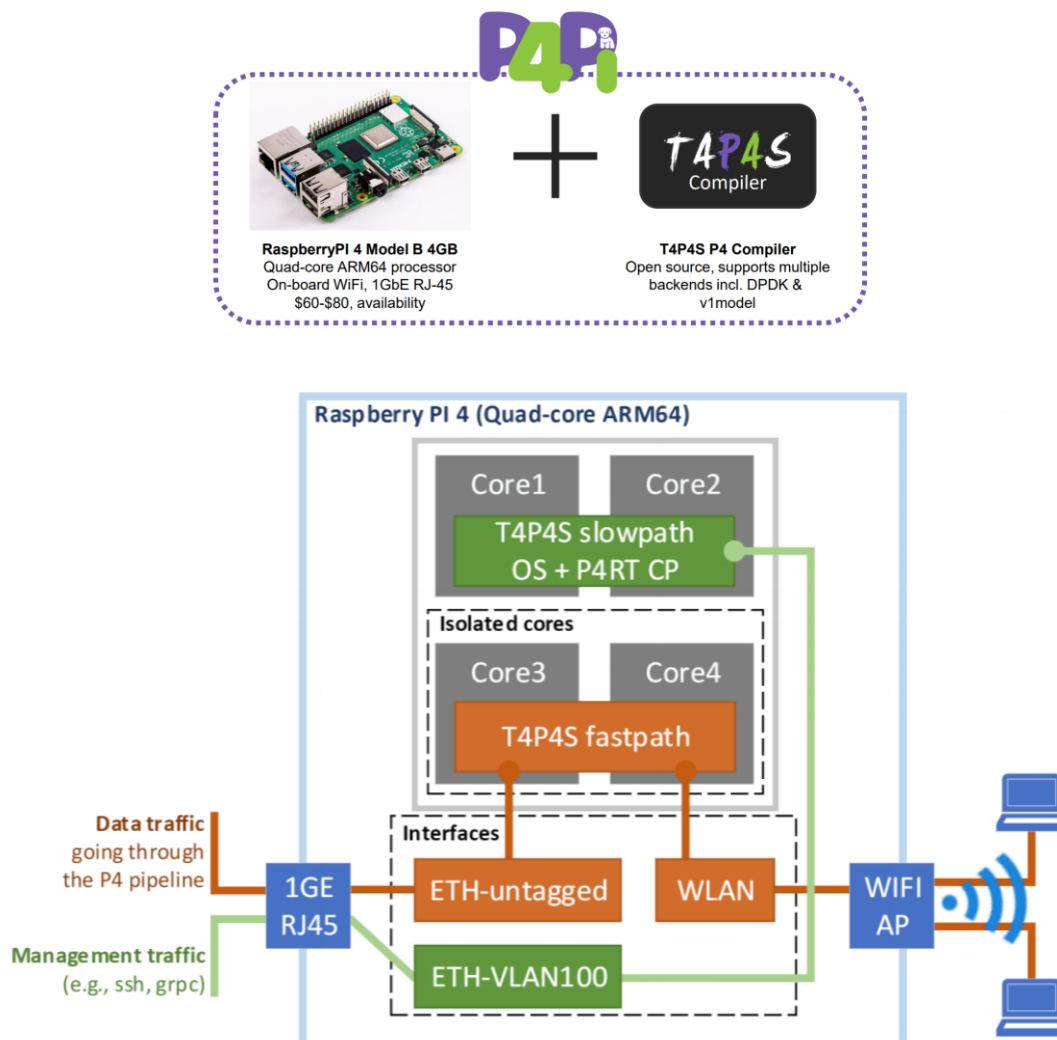 P4Pi
RaspberryPI 4 Model B 4GB
Quad-core ARM64 processor
On-board WiFi, 1GbE RJ-45
$60-$80, availability
TAPAS
Compiler
T4P4S P4 Compiler
Open source, supports multiple
backends incl. DPDK &
v1model
Raspberry PI 4 (Quad-core ARM64)
Core1
Core2
T4P4S slowpath
OS + P4RT CP
Isolated cores
Core3
Core4
T4P4S fastpath
Data traffic
going through
the P4 pipeline
Management traffic
(e.g., ssh, grpc)
1GE
RJ45
Interfaces
ETH-untagged
WLAN
ETH-VLAN100
WIFI
AP